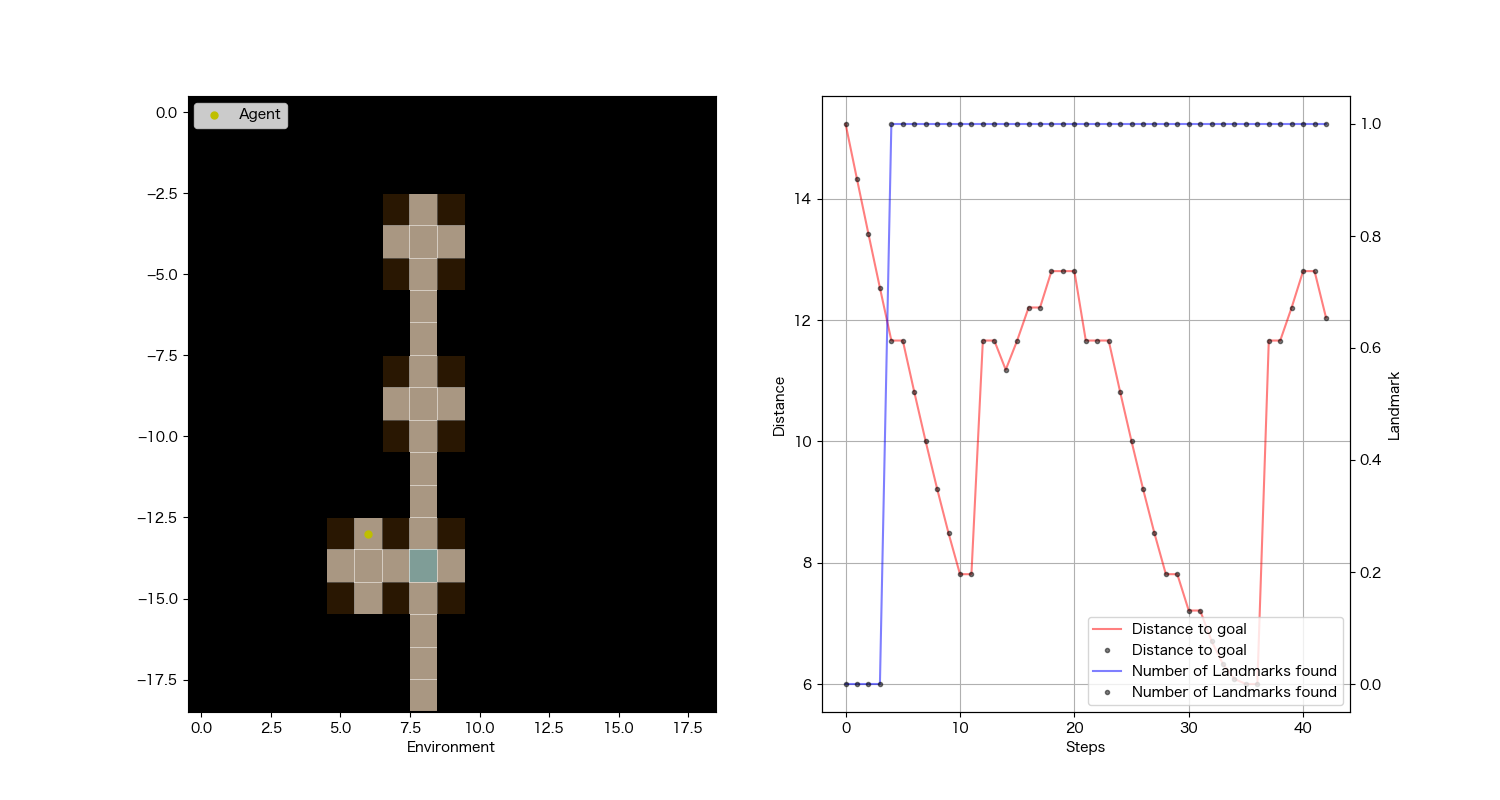 Agent
0.0
−2.5
−5.0
−7.5
−10.0
−12.5
−15.0
−17.5
0.0 2.5 5.0 7.5 10.0 12.5 15.0 17.5
Environment
Distance
14
12
10
8
6
0 10 20 30 40
Steps
1.0
0.8
0.6
0.4
0.2
0.0
Landmark
Distance to goal
Distance to goal
Number of Landmarks found
Number of Landmarks found